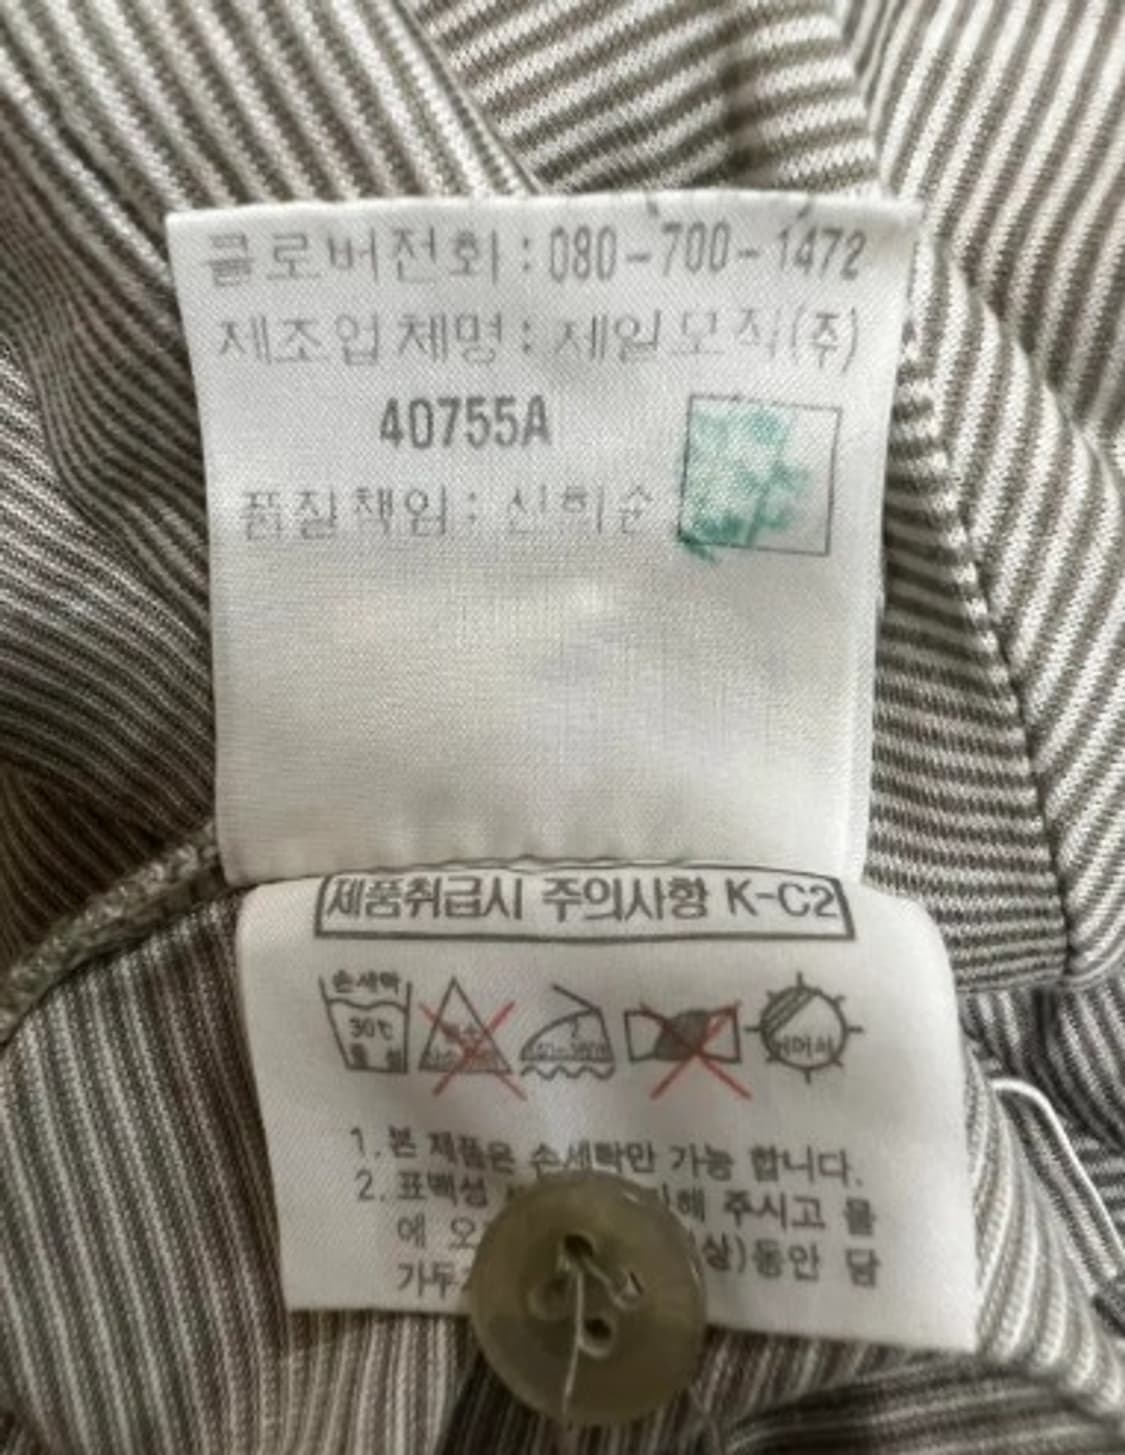 클로버전화 : 080-700-1472
제조업체명 : 제일모직(주)
40755A
품질책임 : 신희순
제품취급시 주의사항 K-C2
손세탁
30℃
1. 본 제품은 손세탁만 가능 합니다.
2. 표백성 해 주시고 물
에 오 상)동안 담
가두